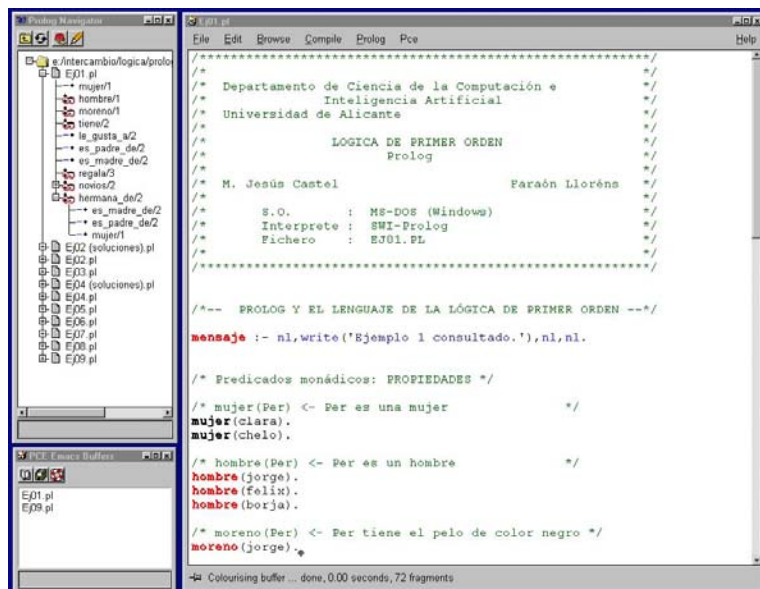 Prolog Navigator
e:/intercambio/logica/prolo
Ej01.pl
mujer/1
hombre/1
moreno/1
tiene/2
le_gusta_a/2
es_padre_de/2
es_madre_de/2
regala/3
novios/2
hermana_de/2
es_madre_de/2
es_padre_de/2
mujer/1
Ej02 (soluciones).pl
Ej02.pl
Ej03.pl
Ej04 (soluciones).pl
Ej04.pl
Ej05.pl
Ej06.pl
Ej07.pl
Ej08.pl
Ej09.pl
PCE Emacs Buffers
Ej01.pl
Ej09.pl
Ej01.pl
File Edit Browse Compile Prolog Pce Help
/***************************************************************/
/* */
/* Departamento de Ciencia de la Computación e */
/* Inteligencia Artificial */
/* Universidad de Alicante */
/* */
/* LOGICA DE PRIMER ORDEN */
/* Prolog */
/* */
/* M. Jesús Castel Faraón Lloréns */
/* */
/* S.O. : MS-DOS (Windows) */
/* Interprete : SWI-Prolog */
/* Fichero : EJ01.PL */
/* */
/***************************************************************/
/*-- PROLOG Y EL LENGUAJE DE LA LÓGICA DE PRIMER ORDEN --*/
mensaje :- nl,write('Ejemplo 1 consultado.'),nl,nl.
/* Predicados monádicos: PROPIEDADES */
/* mujer(Per) <- Per es una mujer */
mujer(clara).
mujer(chelo).
/* hombre(Per) <- Per es un hombre */
hombre(jorge).
hombre(felix).
hombre(borja).
/* moreno(Per) <- Per tiene el pelo de color negro */
moreno(jorge).
Colourising buffer ... done, 0.00 seconds, 72 fragments